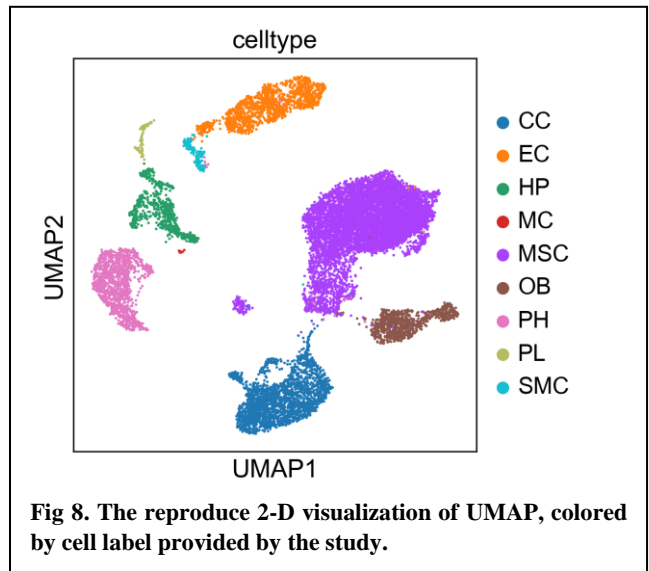 celltype
UMAP2
CC
EC
HP
MC
MSC
OB
PH
PL
SMC
UMAP1
Fig 8. The reproduce 2-D visualization of UMAP, colored
by cell label provided by the study.